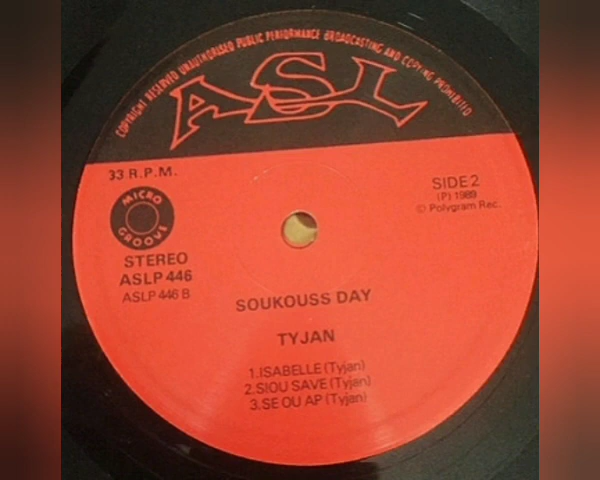 COPYRIGHT RESERVED UNAUTHORISED PUBLIC PERFORMANCE BROADCASTING AND COPYING PROHIBITED
ASL
33 R.P.M.
MICRO
GROOVE
STEREO
ASLP 446
ASLP 446 B
SIDE 2
(P) 1989
© Polygram Rec.
SOUKOUSS DAY
TYJAN
1.ISABELLE (Tyjan)
2.SIOU SAVE (Tyjan)
3.SE OU AP (Tyjan)